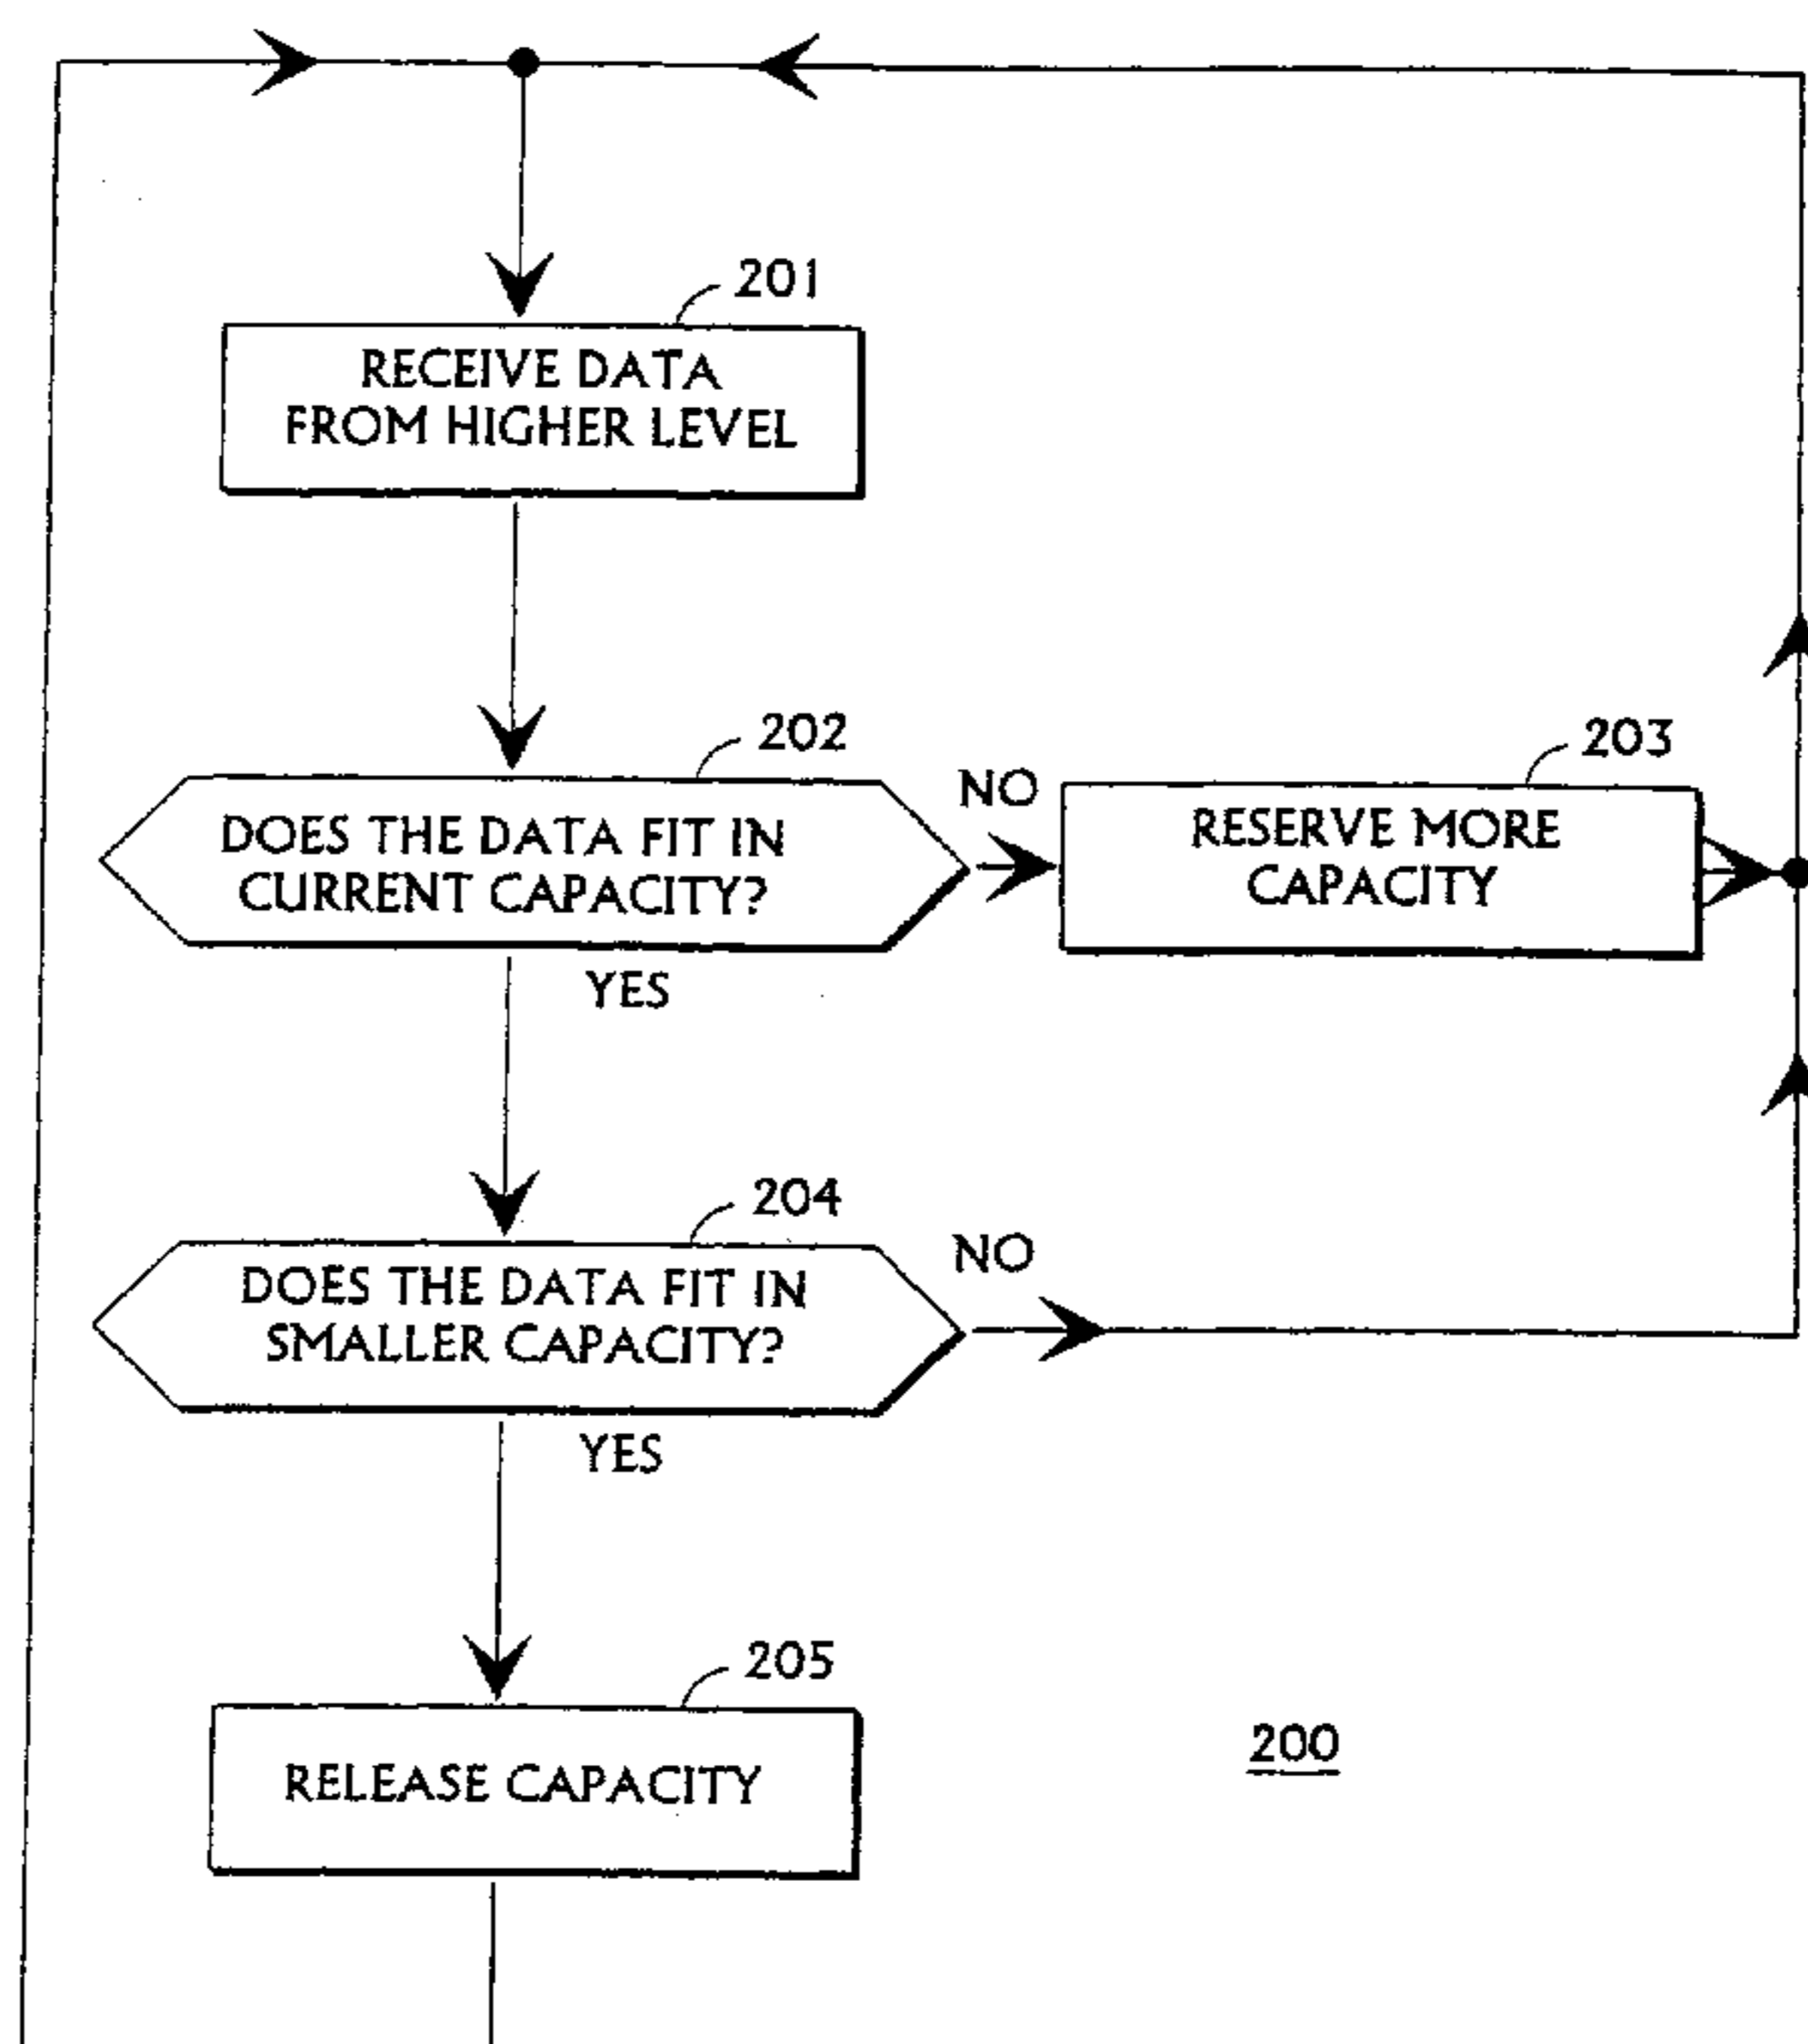 201
RECEIVE DATA
FROM HIGHER LEVEL
202
DOES THE DATA FIT IN
CURRENT CAPACITY?
NO
203
RESERVE MORE
CAPACITY
YES
204
DOES THE DATA FIT IN
SMALLER CAPACITY?
NO
YES
205
RELEASE CAPACITY
200